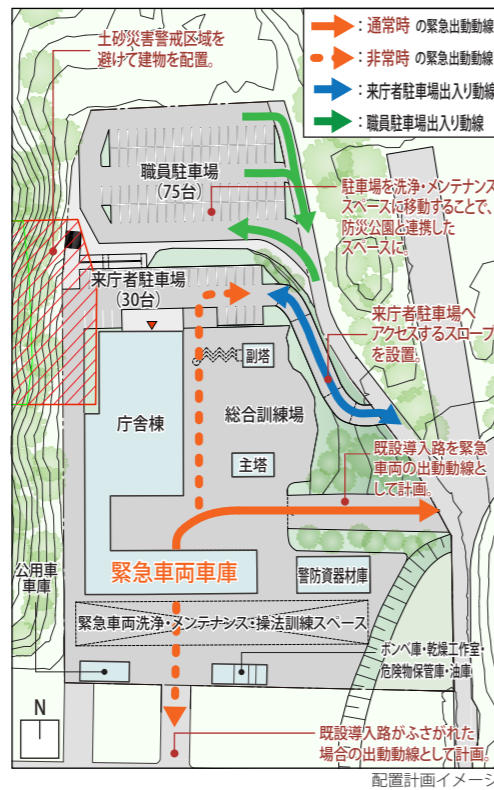 土砂災害警戒区域を
避けて建物を配置。
：通常時 の緊急出動動線
：非常時 の緊急出動動線
：来庁者駐車場出入り動線
：職員駐車場出入り動線
職員駐車場
（75台）
駐車場を洗浄・メンテナンス
スペースに移動することで、
防災公園と連携した
スペースに。
来庁者駐車場
（30台）
来庁者駐車場へ
アクセスするスロープ
を設置。
副塔
庁舎棟
総合訓練場
主塔
既設導入路を緊急
車両の出動動線と
して計画。
緊急車両車庫
公用車
車庫
警防資器材庫
緊急車両洗浄・メンテナンス・操法訓練スペース
ボンベ庫・乾燥工作室・
危険物保管庫・油庫
N
既設導入路がふさがれた
場合の出動動線として計画。
配置計画イメージ